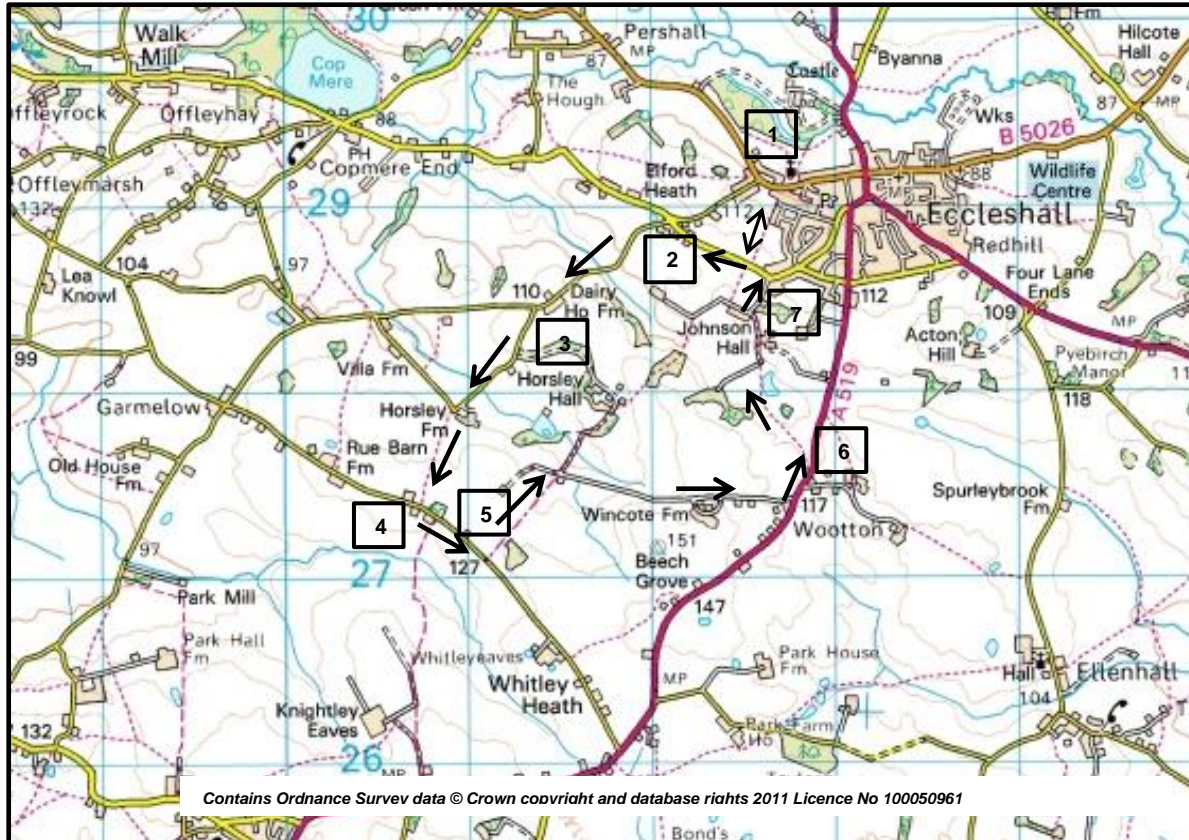 30
Walk
Mill
Cop
Mere
Pershall
MP
87
Byanna
Fm
Hilcote
Hall
Castle
The
Hough
Wks
87
MP
ffleyrock
Offleyhay
88
B 5026
1
PH
Copmere End
Elford
Heath
MP
88
Wildlife
Centre
Offleymarsh
132
29
112
Eccleshall
Redhill
2
104
Lea
Knowl
97
110
Dairy
Ho Fm
7
112
Four Lane
Ends
109
MP
3
Johnson
Hall
Acton
Hill
99
Villa Fm
Pyebirch
Manor
Horsley
Hall
A 519
118
Garmelow
Horsley
Fm
Rue Barn
Fm
6
Old House
Fm
5
4
Wincote Fm
117
Spurleybrook
Fm
Wootton
97
127
151
27
Beech
Grove
Park Mill
147
Park Hall
Fm
Whitleyeaves
Park House
Fm
Hall
Ellenhall
Whitley
Heath
MP
104
Knightley
Eaves
Park Farm
Ho
132
26
MP
Contains Ordnance Survey data © Crown copyright and database rights 2011 Licence No 100050961
Bond's